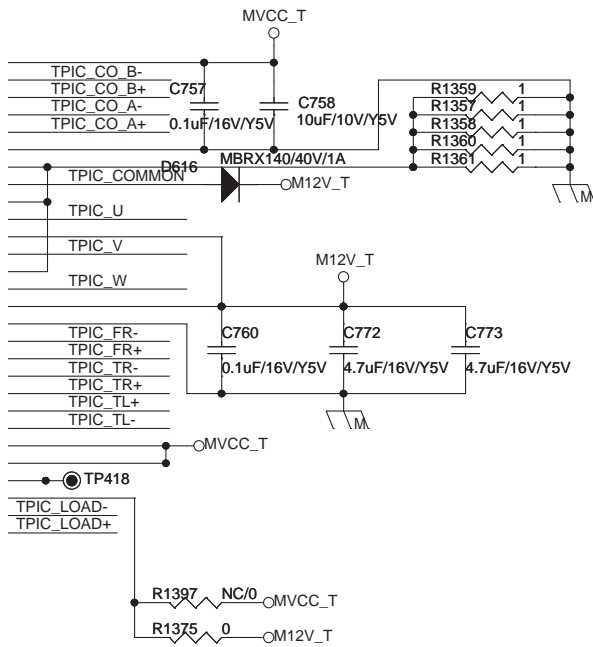 MVCC_T
TPIC_CO_B-
TPIC_CO_B+
TPIC_CO_A-
TPIC_CO_A+
C757
0.1uF/16V/Y5V
C758
10uF/10V/Y5V
R1359 1
R1357 1
R1358 1
R1360 1
R1361 1
M
D616 MBRX140/40V/1A
TPIC_COMMON
M12V_T
TPIC_U
TPIC_V
TPIC_W
M12V_T
C760
0.1uF/16V/Y5V
C772
4.7uF/16V/Y5V
C773
4.7uF/16V/Y5V
M
TPIC_FR-
TPIC_FR+
TPIC_TR-
TPIC_TR+
TPIC_TL+
TPIC_TL-
MVCC_T
TP418
TPIC_LOAD-
TPIC_LOAD+
R1397 NC/0 MVCC_T
R1375 0 M12V_T